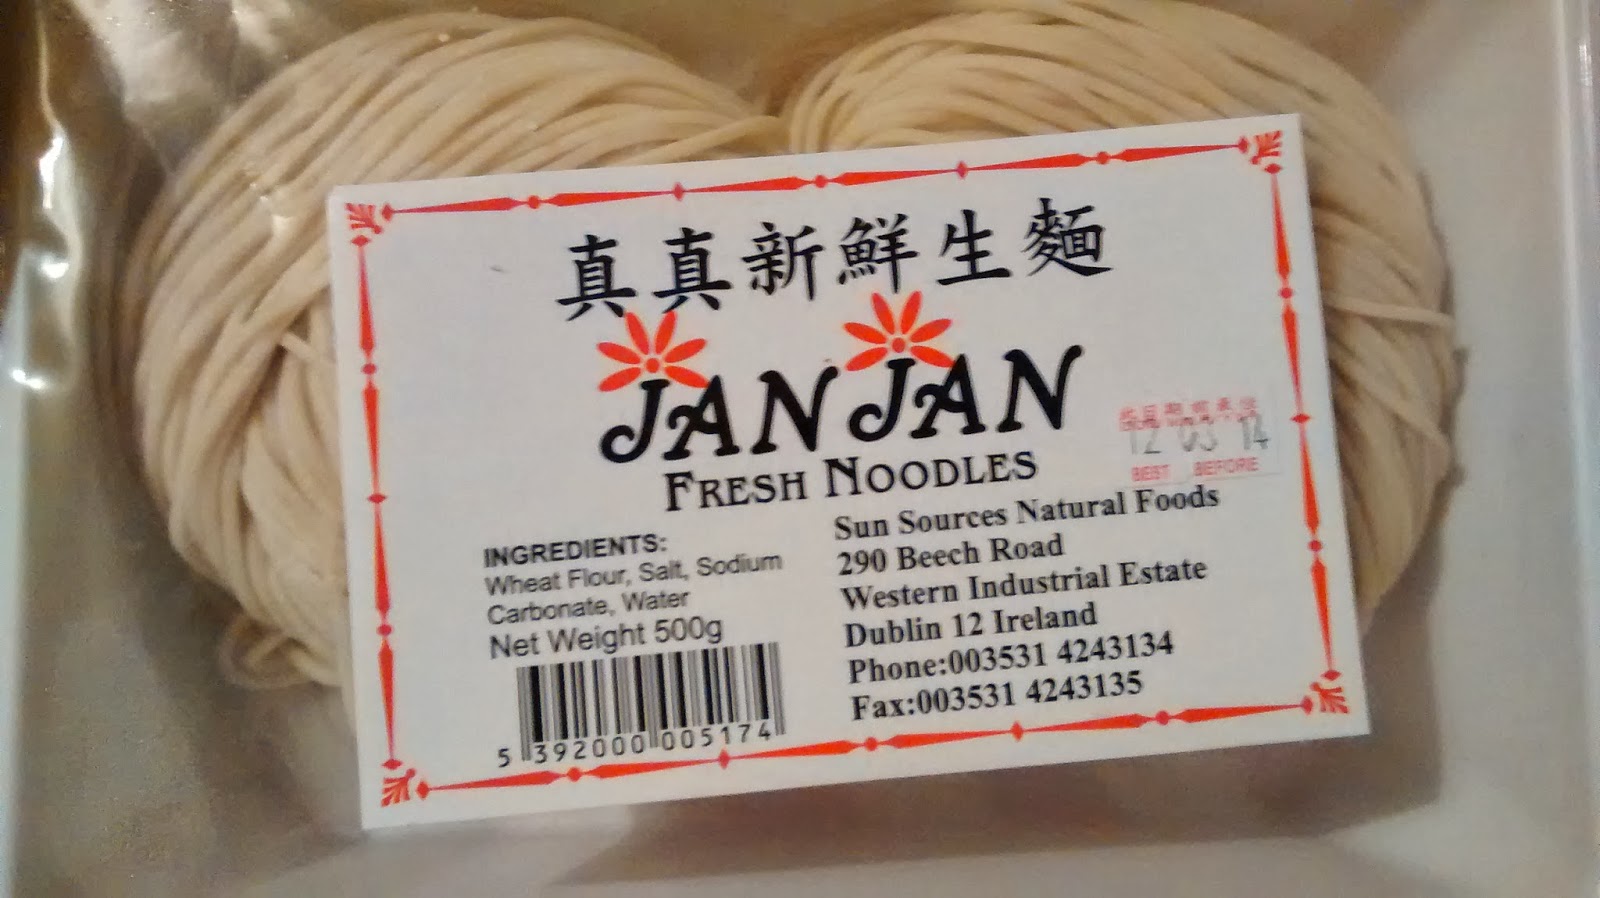 真真新鮮生麵
JAN JAN
FRESH NOODLES
12 03 14
BEST BEFORE
INGREDIENTS:
Wheat Flour, Salt, Sodium
Carbonate, Water
Net Weight 500g
5 392000 005174
Sun Sources Natural Foods
290 Beech Road
Western Industrial Estate
Dublin 12 Ireland
Phone:003531 4243134
Fax:003531 4243135